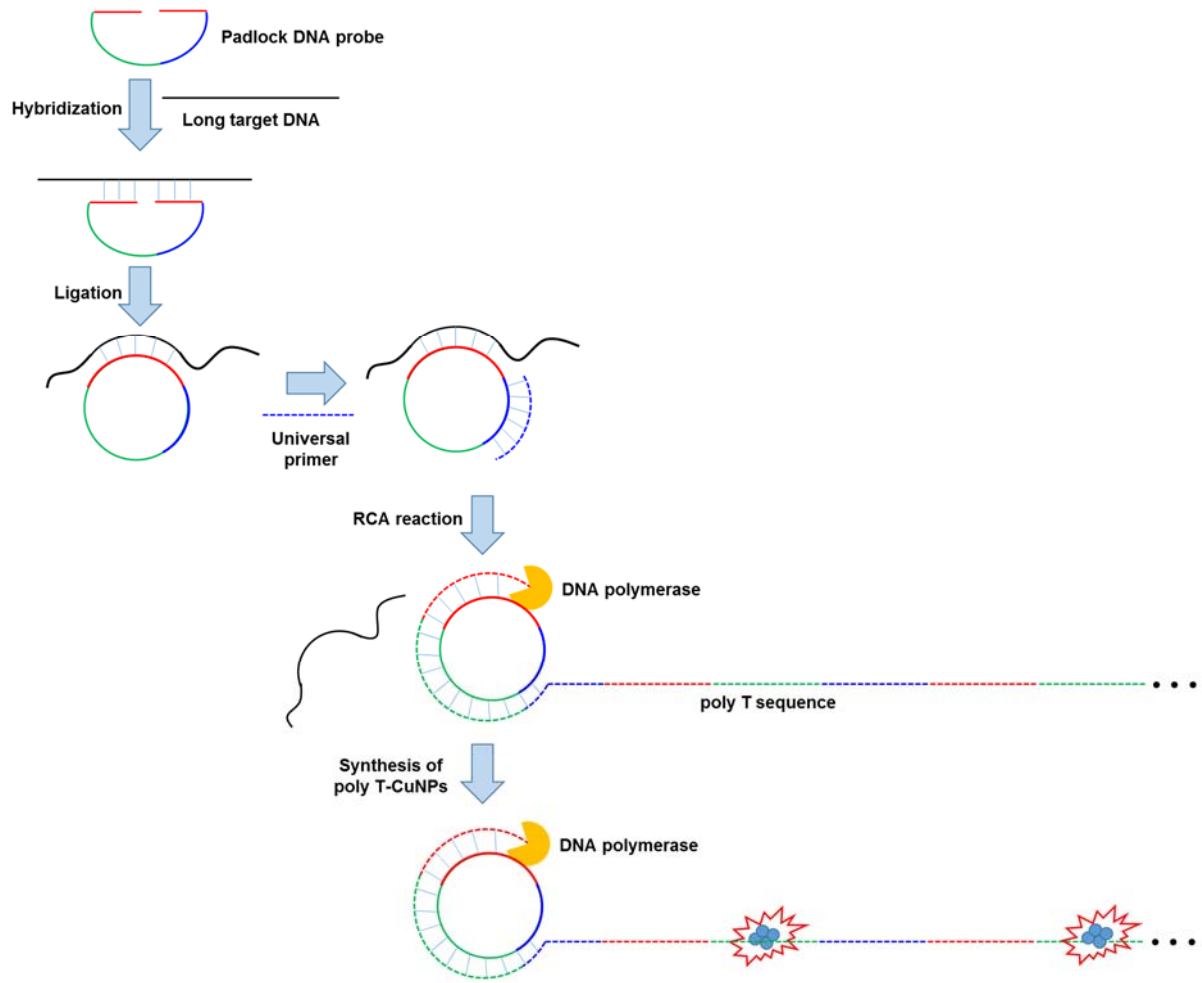 Padlock DNA probe
Hybridization
Long target DNA
Ligation
Universal
primer
RCA reaction
DNA polymerase
poly T sequence
Synthesis of
poly T-CuNPs
DNA polymerase